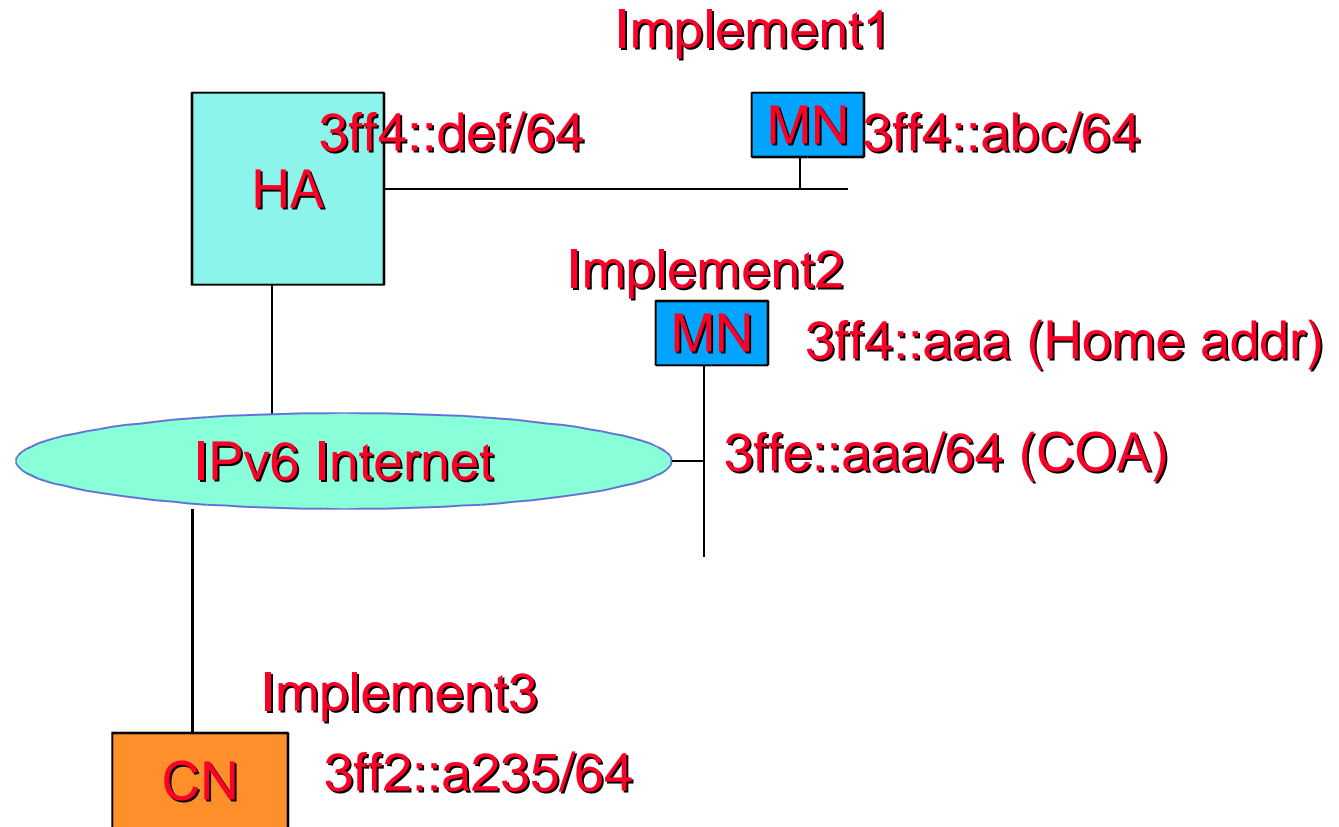 Implement1
3ff4::def/64
MN 3ff4::abc/64
HA
Implement2
MN
3ff4::aaa (Home addr)
IPv6 Internet
3ffe::aaa/64 (COA)
Implement3
CN
3ff2::a235/64